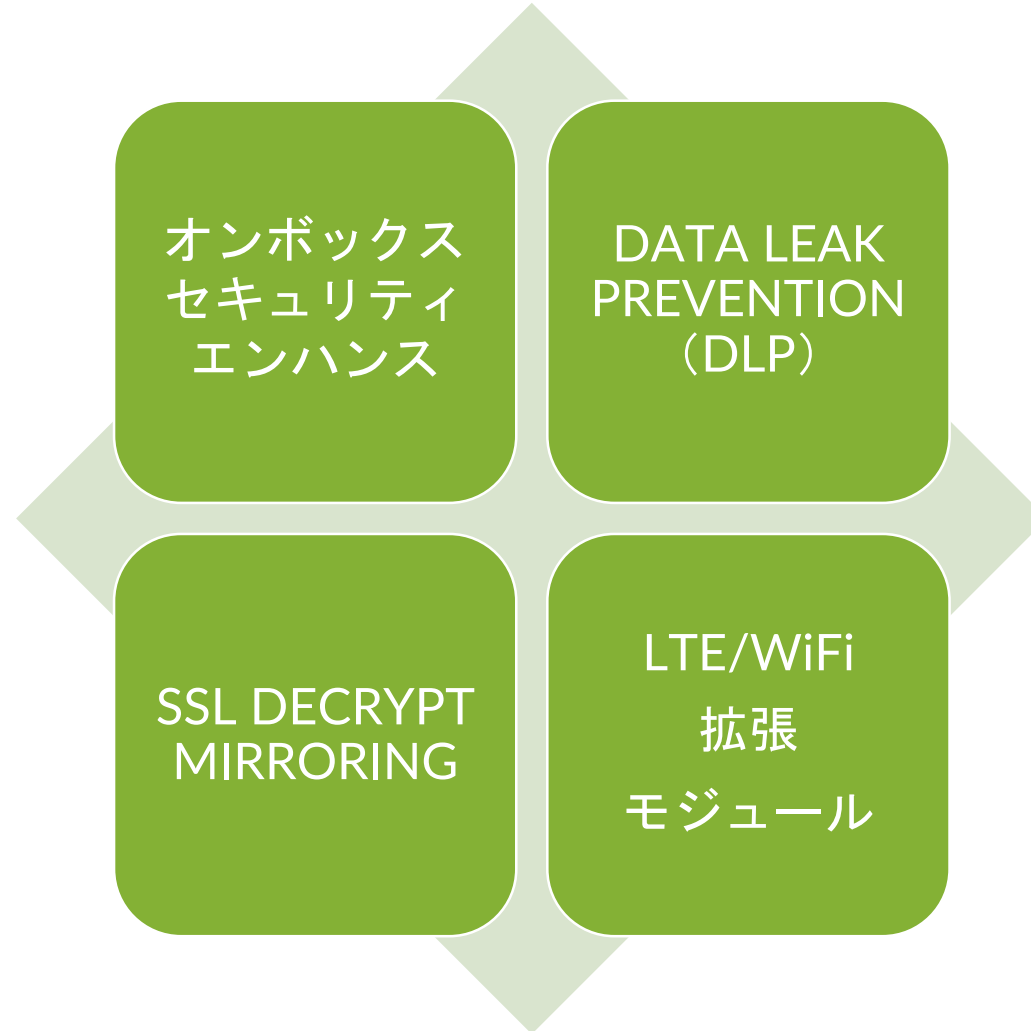 オンボックス
セキュリティ
エンハンス
DATA LEAK
PREVENTION
（DLP）
SSL DECRYPT
MIRRORING
LTE/WiFi
拡張
モジュール